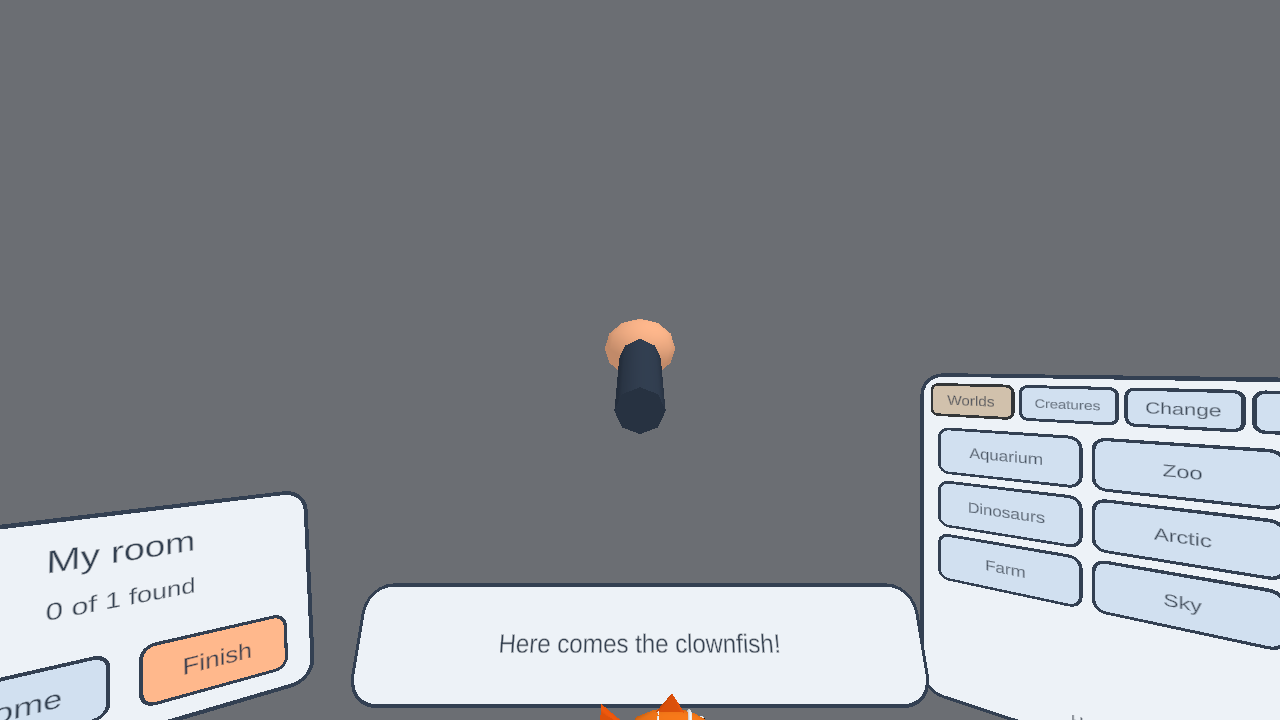 My room
0 of 1 found
Finish
Here comes the clownfish!
Worlds
Creatures
Change
Aquarium
Zoo
Dinosaurs
Arctic
Farm
Sky